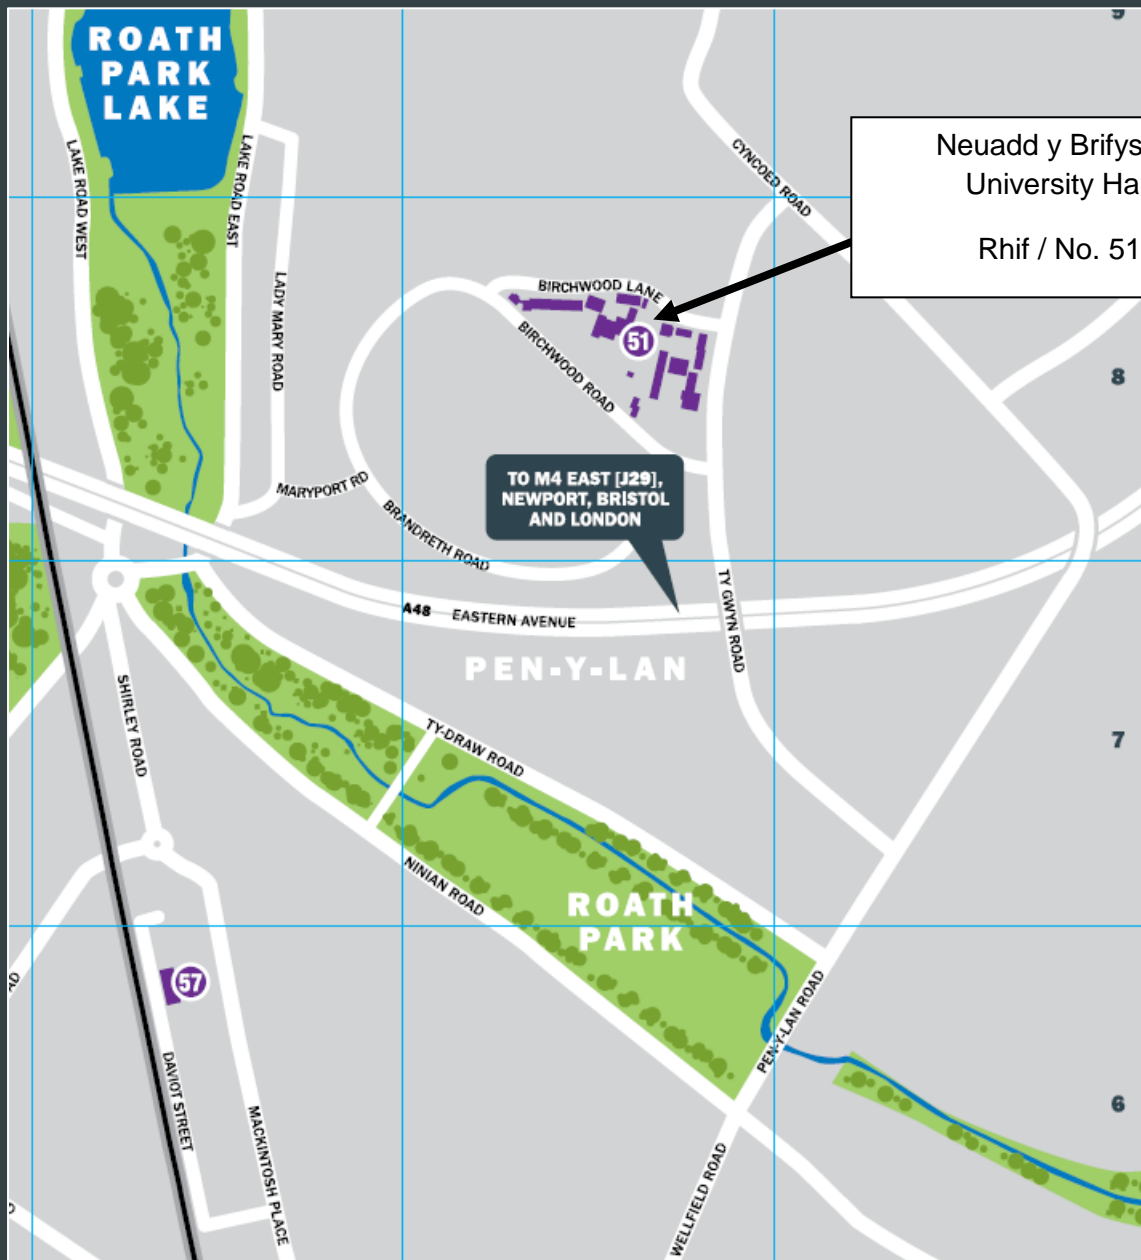 9
ROATH
PARK
LAKE
Neuadd y Brifys
University Ha
Rhif / No. 51
CYNCOED ROAD
LAKE ROAD WEST
LAKE ROAD EAST
LADY MARY ROAD
BIRCHWOOD LANE
51
BIRCHWOOD ROAD
8
TO M4 EAST [J29],
NEWPORT, BRISTOL
AND LONDON
MARYPORT RD
BRANDRETH ROAD
A48 EASTERN AVENUE
TY GWYN ROAD
PEN-Y-LAN
SHIRLEY ROAD
TY-DRAW ROAD
7
NINIAN ROAD
ROATH
PARK
57
AD
PEN-Y-LAN ROAD
DAVIOT STREET
MACKINTOSH PLACE
6
WELLFIELD ROAD